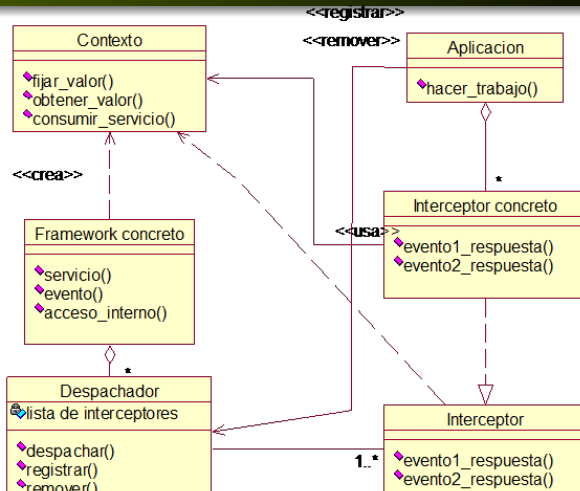 <<registrar>>
<<remover>>
Contexto
fijar_valor()
obtener_valor()
consumir_servicio()
Aplicacion
hacer_trabajo()
<<crea>>
*
Interceptor concreto
evento1_respuesta()
evento2_respuesta()
<<usa>>
Framework concreto
servicio()
evento()
acceso_interno()
*
Despachador
lista de interceptores
despachar()
registrar()
remover()
1..*
Interceptor
evento1_respuesta()
evento2_respuesta()